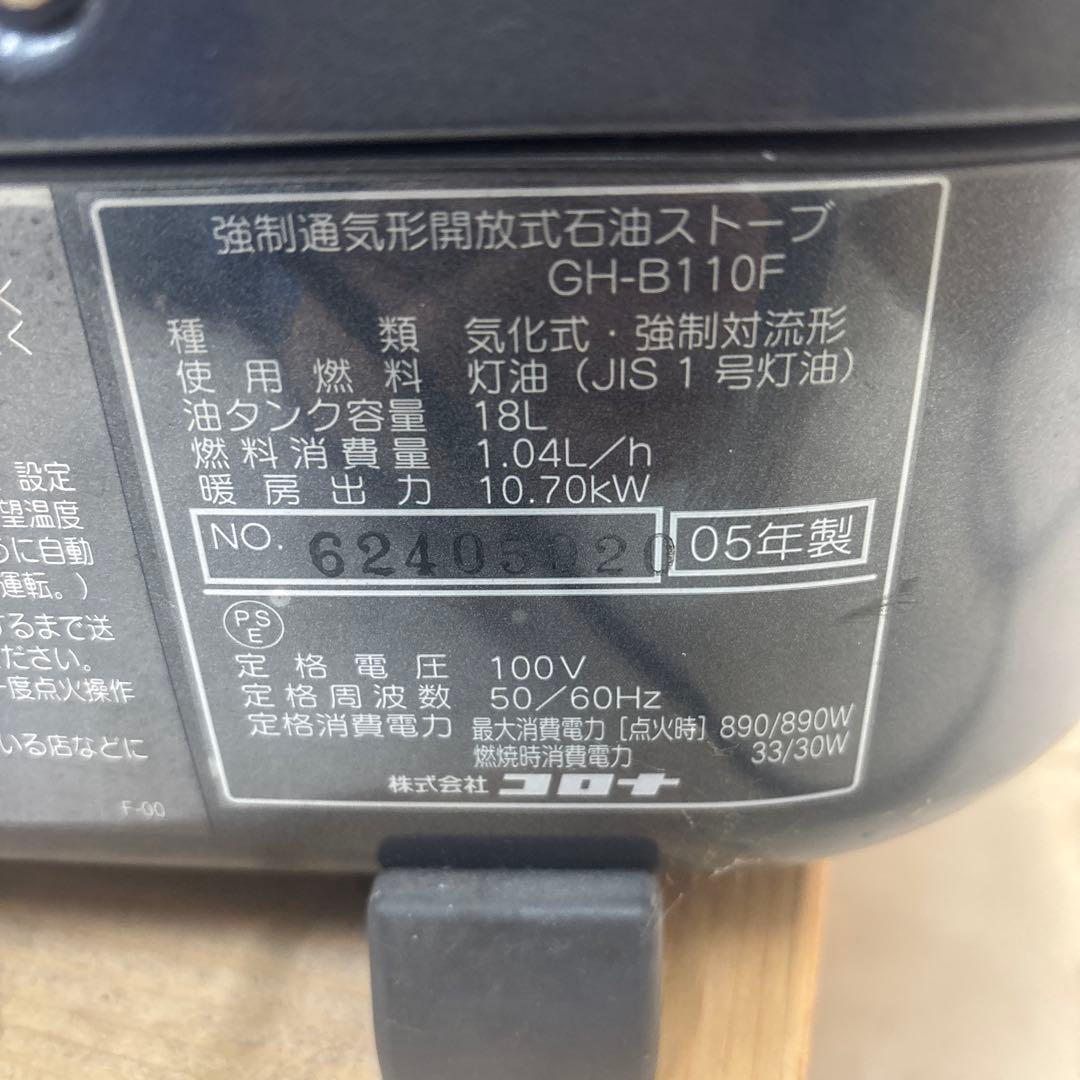 強制通気形開放式石油ストーブ
GH-B110F
種類 気化式・強制対流形
使用燃料 灯油（JIS 1 号灯油）
油タンク容量 18L
燃料消費量 1.04L/h
暖房出力 10.70kW
NO. 05年製
PS
E
定格電圧 100V
定格周波数 50/60Hz
定格消費電力 最大消費電力［点火時］890/890W
燃焼時消費電力 33/30W
株式会社 コロナ
く
設定
望温度
に自動
運転。）
するまで送
ださい。
度点火操作
いる店などに
F-00